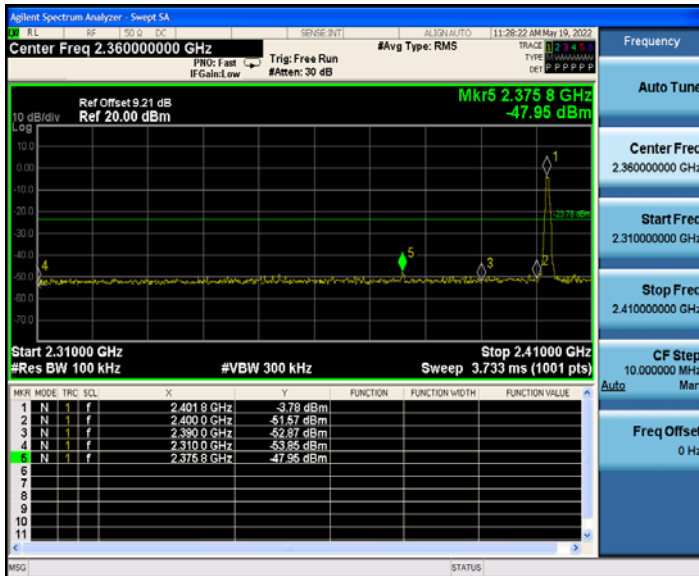 Agilent Spectrum Analyzer - Swept SA
RL RF 50 Ω DC SENSE:INT ALIGN AUTO 11:28:22 AM May 19, 2022
Center Freq 2.360000000 GHz
#Avg Type: RMS
TRACE 1 2 3 4 5 6
PNO: Fast Trig: Free Run
TYPE
IFGain:Low #Atten: 30 dB
DET P P P P P P
Frequency
Auto Tune
Center Freq
2.360000000 GHz
Start Freq
2.310000000 GHz
Stop Freq
2.410000000 GHz
CF Step
10.000000 MHz
Auto Man
Freq Offset
0 Hz
Mkr5 2.375 8 GHz
-47.95 dBm
Ref Offset 9.21 dB
10 dB/div Ref 20.00 dBm
Log
10.0
0.00
-10.0
-20.0
-30.0
-40.0
-50.0
-60.0
-70.0
1
-23.78 dBm
4
5
3
2
Start 2.31000 GHz Stop 2.41000 GHz
#Res BW 100 kHz #VBW 300 kHz Sweep 3.733 ms (1001 pts)
MKR MODE TRC SCL X Y FUNCTION FUNCTION WIDTH FUNCTION VALUE
1 N 1 f 2.401 8 GHz -3.78 dBm
2 N 1 f 2.400 0 GHz -51.57 dBm
3 N 1 f 2.390 0 GHz -52.87 dBm
4 N 1 f 2.310 0 GHz -53.85 dBm
5 N 1 f 2.375 8 GHz -47.95 dBm
6
7
8
9
10
11
MSG STATUS